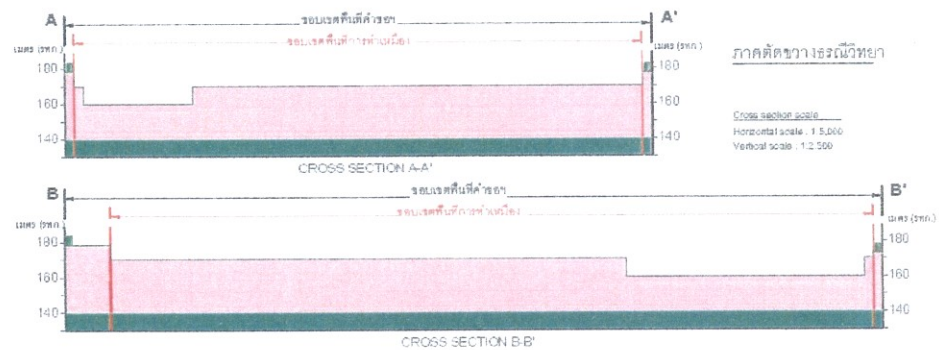 A ขอบเขตพื้นที่คำขอฯ A'
ขอบเขตพื้นที่การทำเหมือง
เมตร (รทก.) เมตร (รทก.)
180 180
160 160
140 140
CROSS SECTION A-A'
ภาคตัดขวางธรณีวิทยา
Cross section scale
Horizontal scale : 1:5,000
Vertical scale : 1:2,500
B ขอบเขตพื้นที่คำขอฯ B'
ขอบเขตพื้นที่การทำเหมือง
เมตร (รทก.) เมตร (รทก.)
180 180
160 160
140 140
CROSS SECTION B-B'